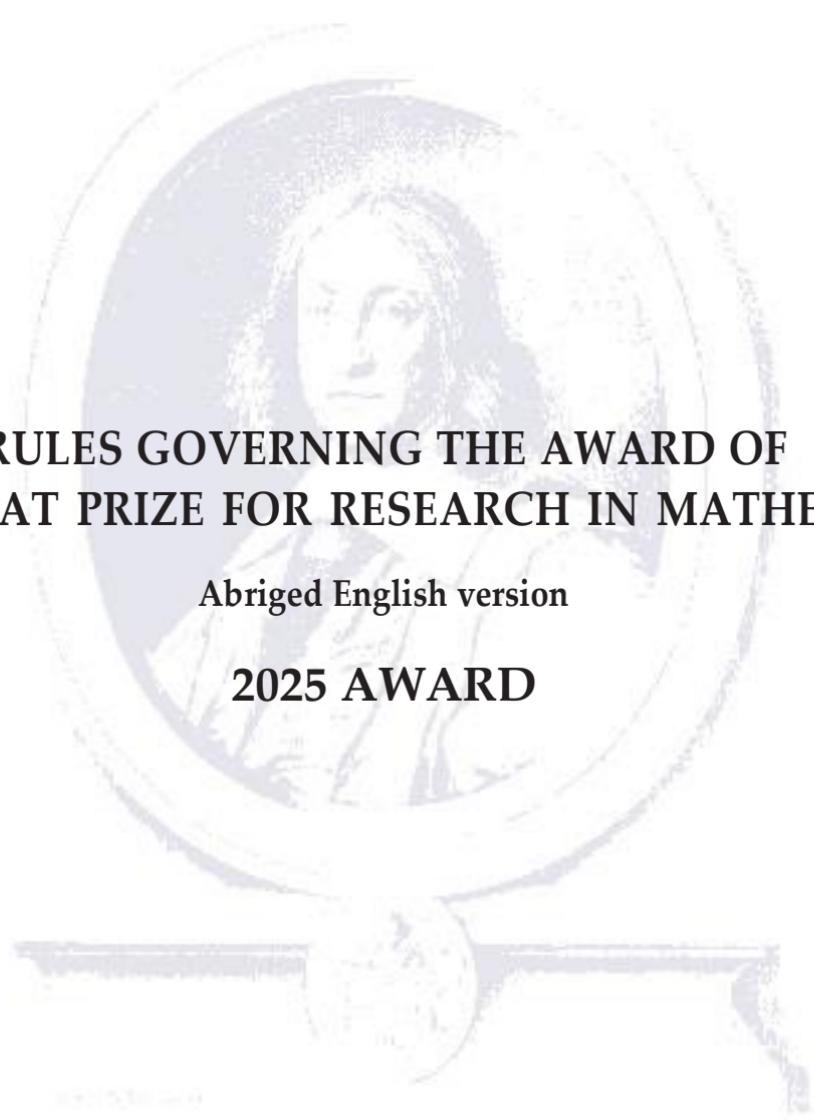 RULES GOVERNING THE AWARD OF
AT PRIZE FOR RESEARCH IN MATHE
Abriged English version
2025 AWARD